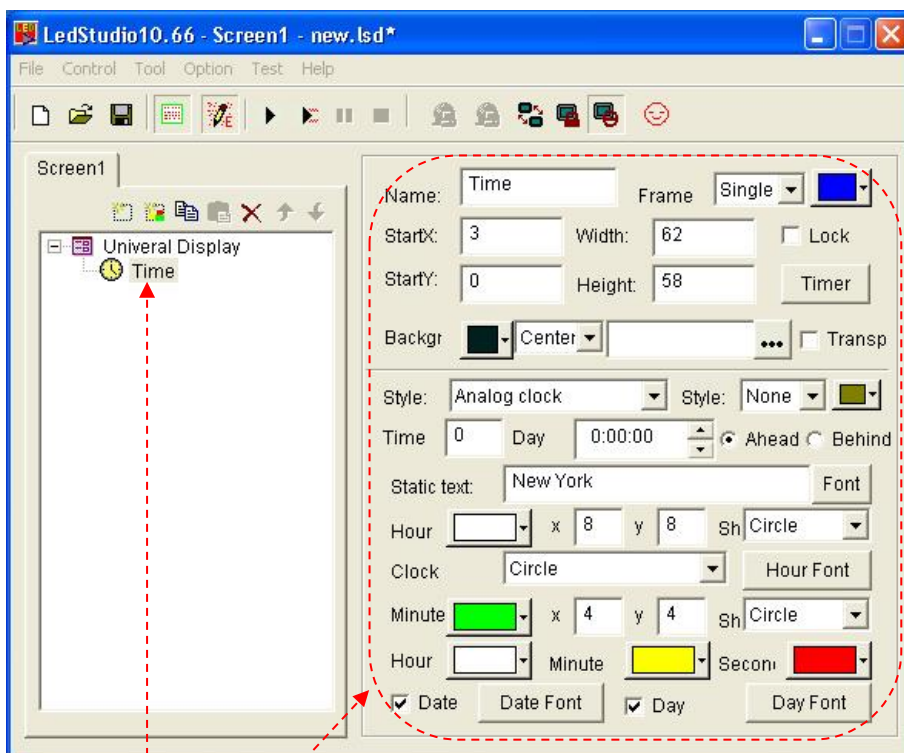 LedStudio10.66 - Screen1 - new.lsd*
File Control Tool Option Test Help
Screen1
Univeral Display
Time
Name: Time Frame Single
StartX: 3 Width: 62 Lock
StartY: 0 Height: 58 Timer
Backgr Center ... Transp
Style: Analog clock Style: None
Time 0 Day 0:00:00 Ahead Behind
Static text: New York Font
Hour x 8 y 8 Sh Circle
Clock Circle Hour Font
Minute x 4 y 4 Sh Circle
Hour Minute Secon
Date Date Font Day Day Font